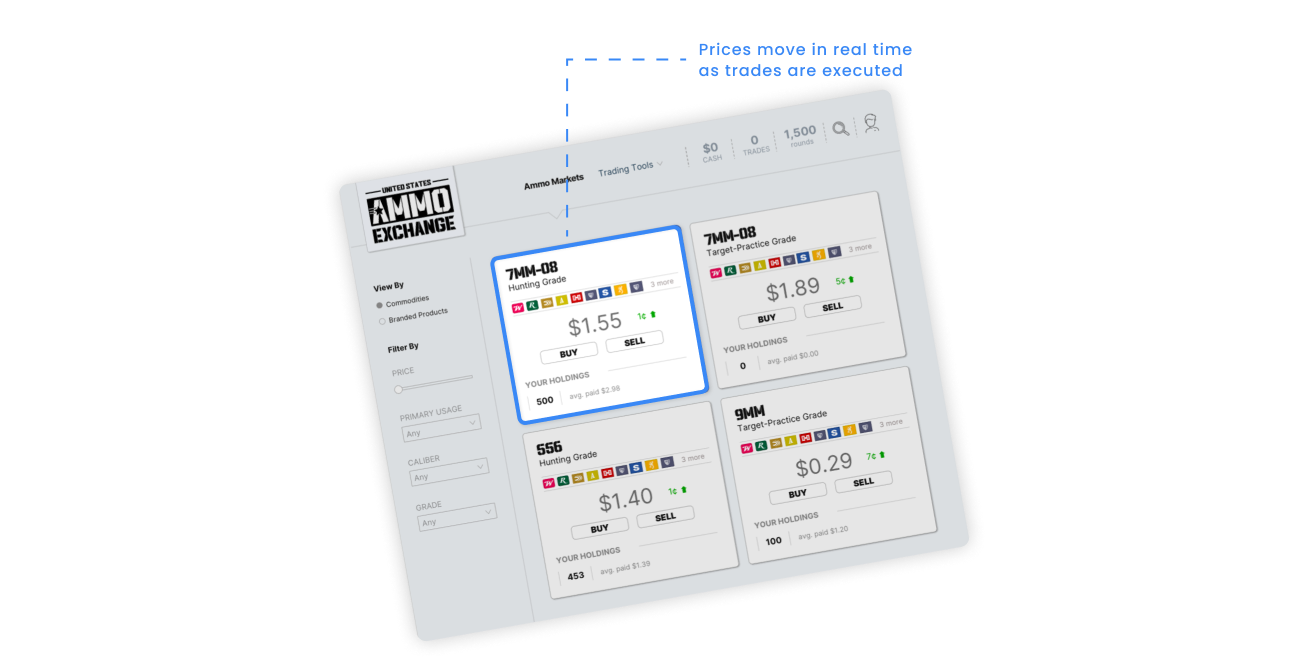 Prices move in real time
as trades are executed
UNITED STATES
AMMO
EXCHANGE
Ammo Markets
Trading Tools
$0
CASH
0
TRADES
1,500
rounds
View By
Commodities
Branded Products
Filter By
PRICE
PRIMARY USAGE
Any
CALIBER
Any
GRADE
Any
7MM-08
Hunting Grade
3 more
$1.55 1¢
BUY SELL
YOUR HOLDINGS
500 avg. paid $2.98
7MM-08
Target-Practice Grade
3 more
$1.89 5¢
BUY SELL
YOUR HOLDINGS
0 avg. paid $0.00
556
Hunting Grade
S
3 more
$1.40 1¢
BUY SELL
YOUR HOLDINGS
453 avg. paid $1.39
9MM
Target-Practice Grade
3 more
$0.29 7¢
BUY SELL
YOUR HOLDINGS
100 avg. paid $1.20